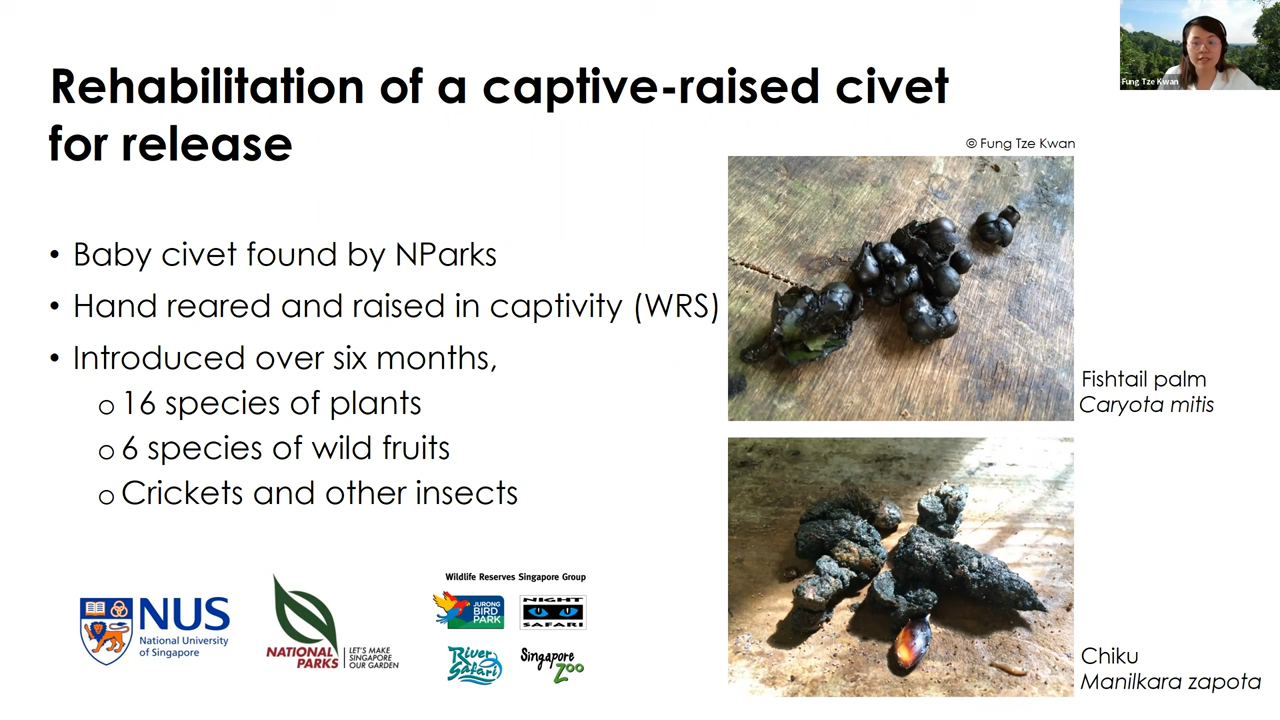 Rehabilitation of a captive-raised civet
for release
Fung Tze Kwan
© Fung Tze Kwan
• Baby civet found by NParks
• Hand reared and raised in captivity (WRS)
• Introduced over six months,
o 16 species of plants
o 6 species of wild fruits
o Crickets and other insects
Fishtail palm
Caryota mitis
Chiku
Manilkara zapota
NUS
National University
of Singapore
NATIONAL
PARKS
LET'S MAKE
SINGAPORE
OUR GARDEN
Wildlife Reserves Singapore Group
JURONG
BIRD
PARK
NIGHT
SAFARI
River
Safari
Singapore
Zoo